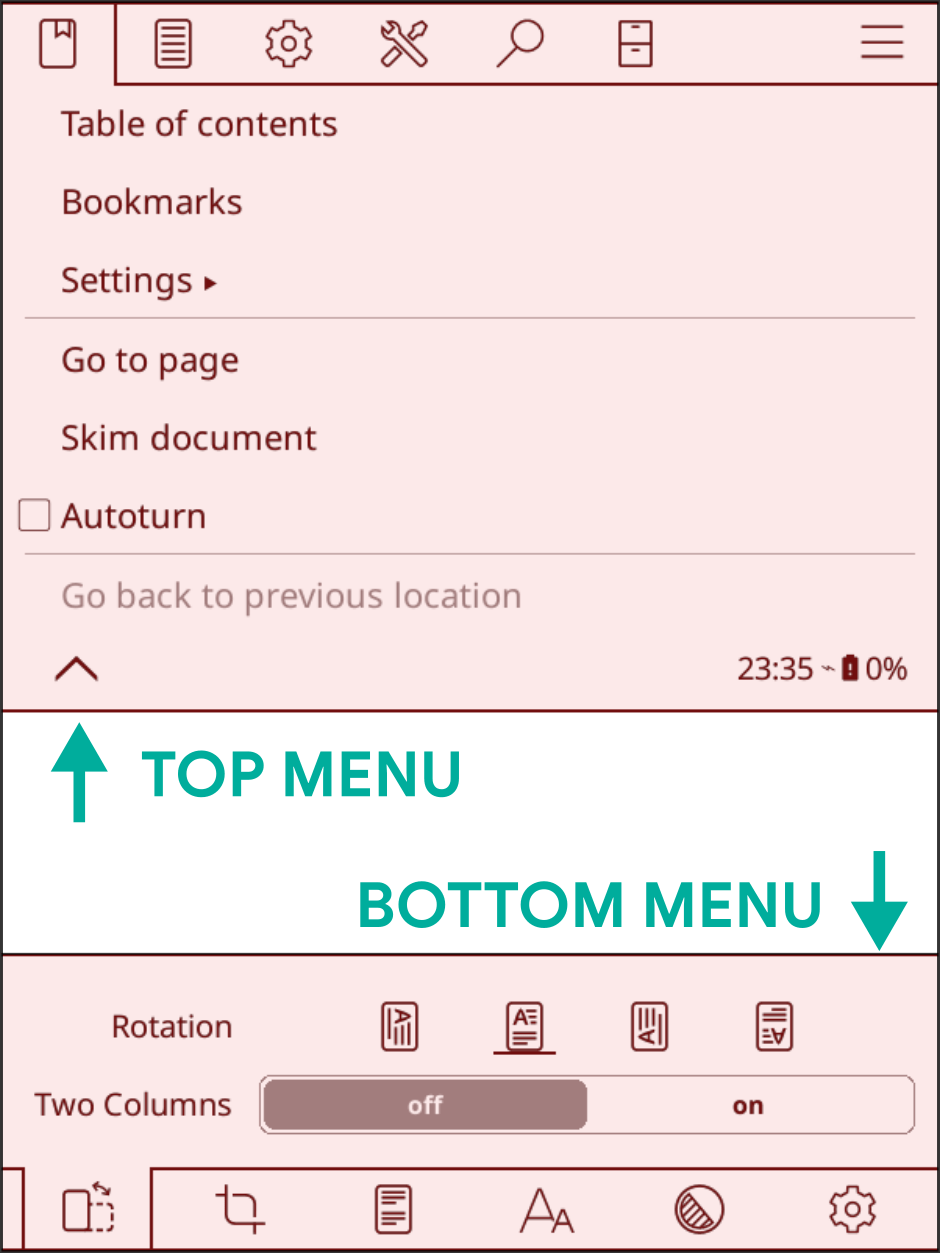 Table of contents
Bookmarks
Settings ▸
Go to page
Skim document
Autoturn
Go back to previous location
23:35 0%
TOP MENU
BOTTOM MENU
Rotation
Two Columns off on